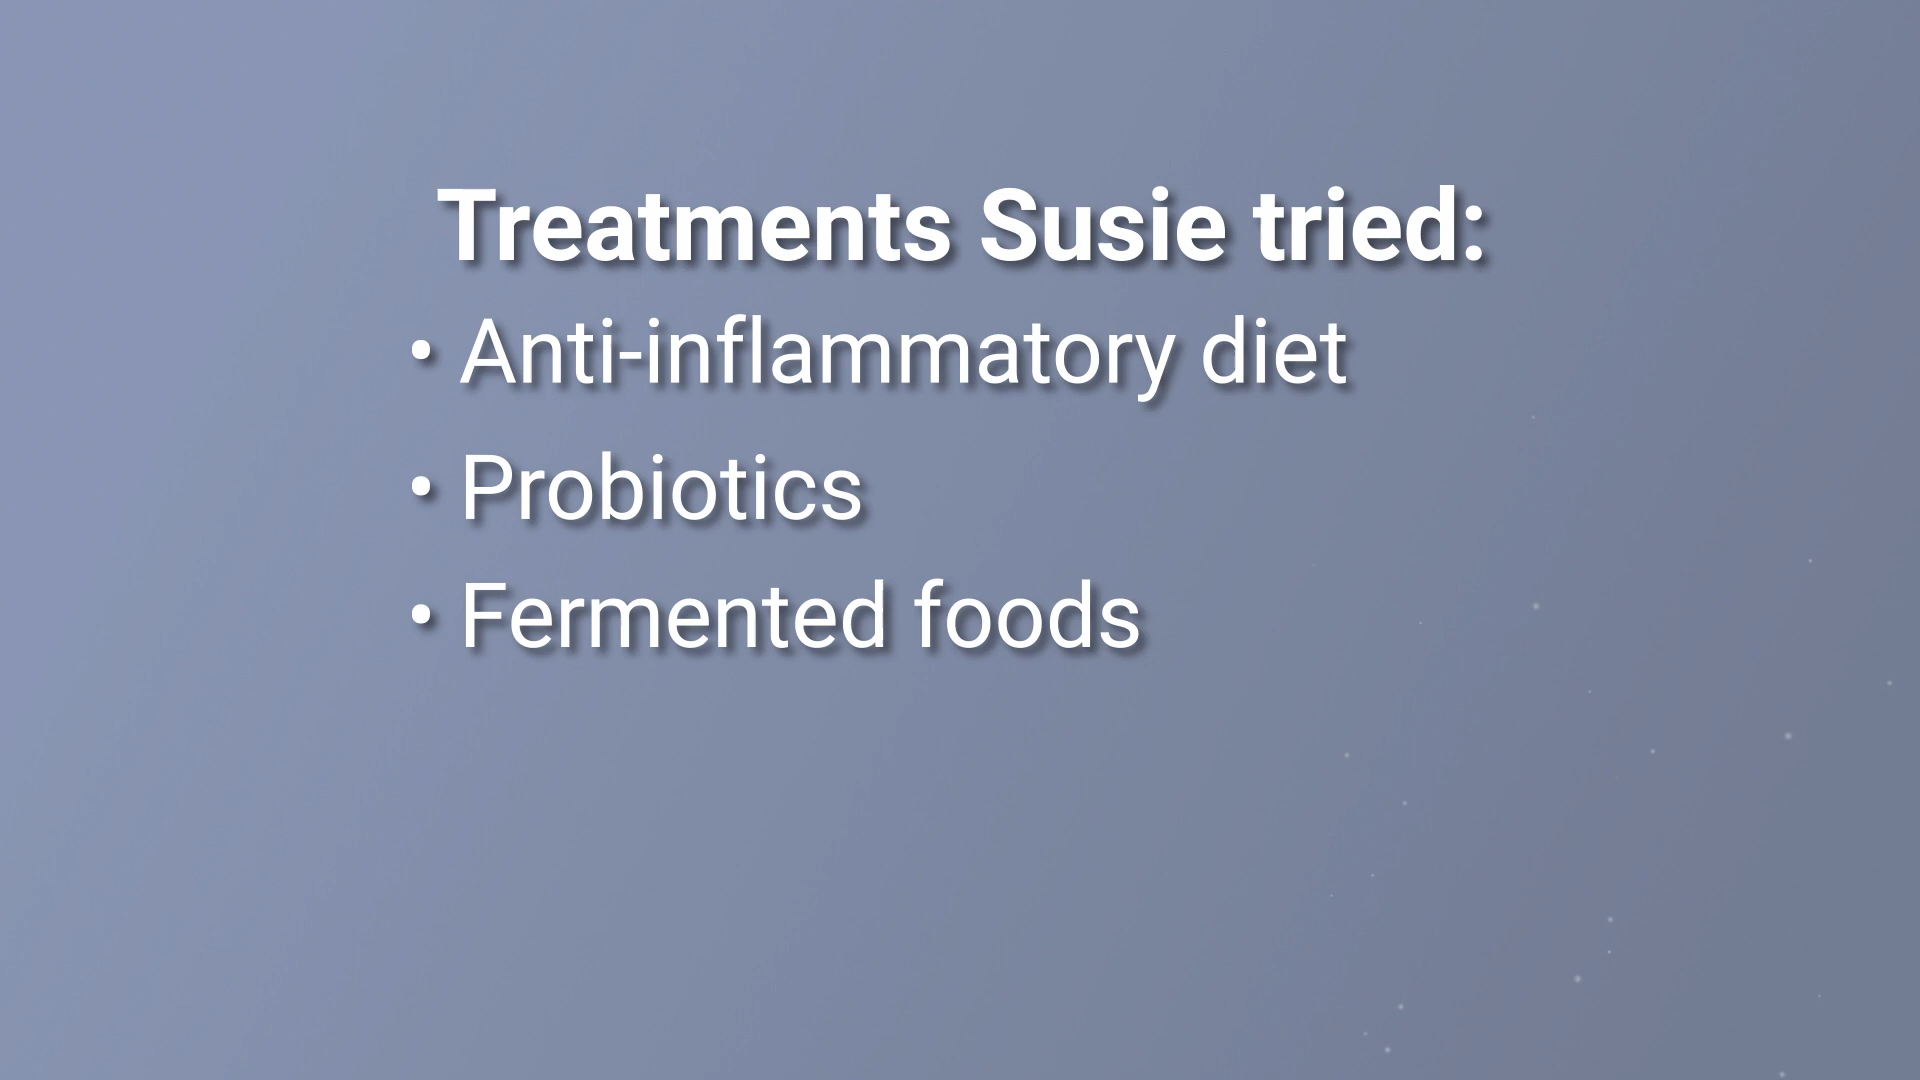 Treatments Susie tried:
• Anti-inflammatory diet
• Probiotics
• Fermented foods